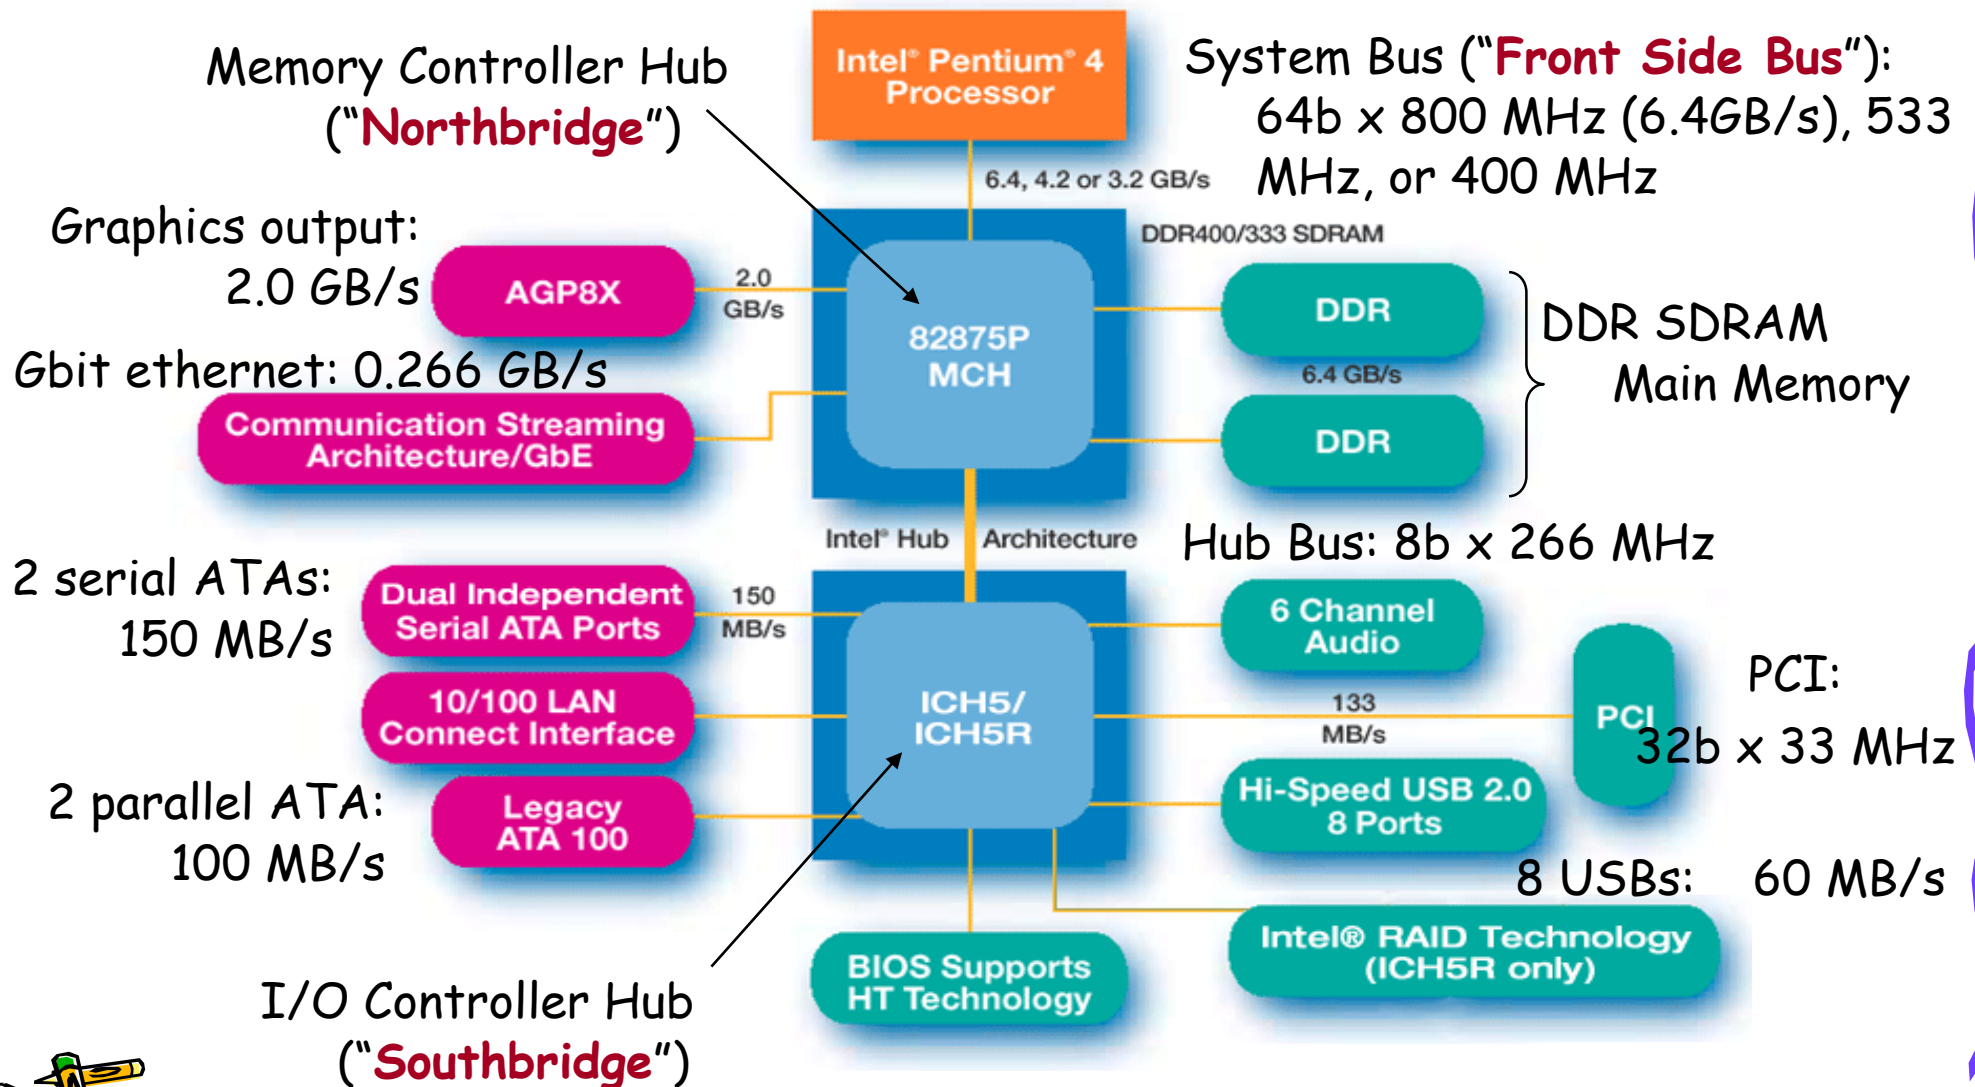 Memory Controller Hub
(“Northbridge”)
Intel® Pentium® 4
Processor
System Bus (“Front Side Bus”):
64b x 800 MHz (6.4GB/s), 533
MHz, or 400 MHz
6.4, 4.2 or 3.2 GB/s
Graphics output:
2.0 GB/s
AGP8X
2.0
GB/s
82875P
MCH
DDR400/333 SDRAM
DDR
6.4 GB/s
DDR
DDR SDRAM
Main Memory
Gbit ethernet: 0.266 GB/s
Communication Streaming
Architecture/GbE
Intel® Hub Architecture
Hub Bus: 8b x 266 MHz
2 serial ATAs:
150 MB/s
Dual Independent
Serial ATA Ports
150
MB/s
6 Channel
Audio
10/100 LAN
Connect Interface
ICH5/
ICH5R
133
MB/s
PCI
PCI:
32b x 33 MHz
2 parallel ATA:
100 MB/s
Legacy
ATA 100
Hi-Speed USB 2.0
8 Ports
8 USBs: 60 MB/s
BIOS Supports
HT Technology
Intel® RAID Technology
(ICH5R only)
I/O Controller Hub
(“Southbridge”)